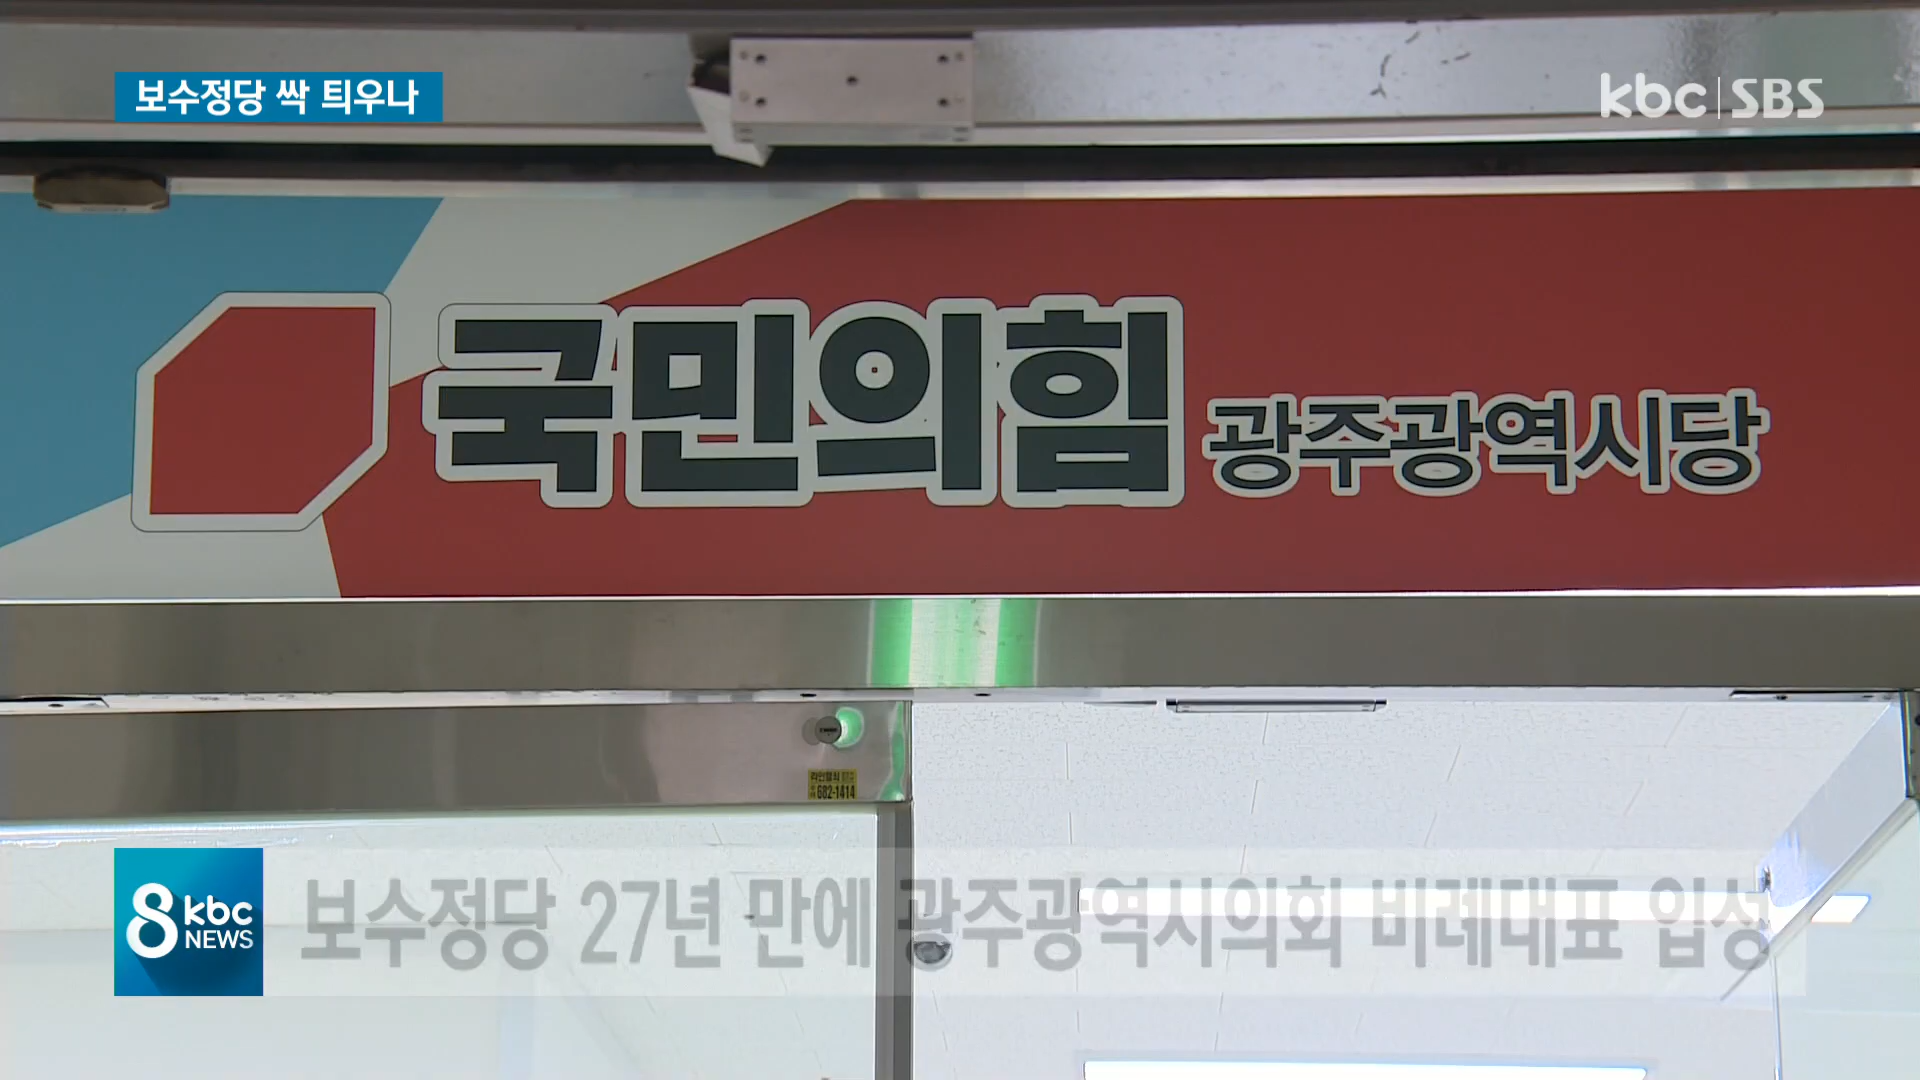 보수정당 싹 틔우나
kbc SBS
국민의힘 광주광역시당
682-1414
8 kbc NEWS
보수정당 27년 만에 광주광역시의회 비례대표 입성